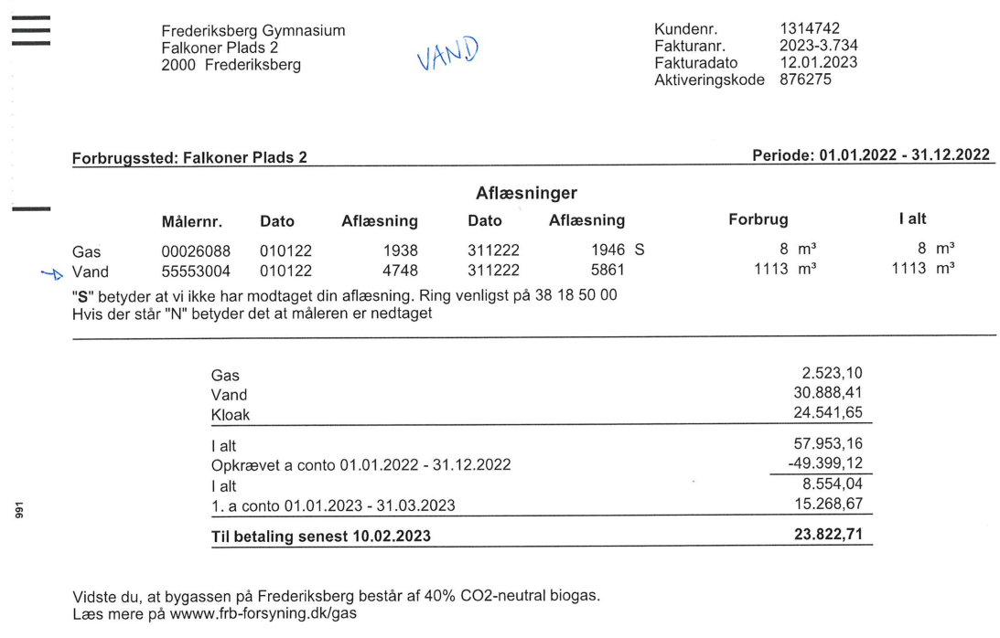 Frederiksberg Gymnasium
Falkoner Plads 2
2000 Frederiksberg
VAND
Kundenr. 1314742
Fakturanr. 2023-3.734
Fakturadato 12.01.2023
Aktiveringskode 876275
Forbrugssted: Falkoner Plads 2 Periode: 01.01.2022 - 31.12.2022
Aflæsninger
Målernr. Dato Aflæsning Dato Aflæsning Forbrug I alt
Gas 00026088 010122 1938 311222 1946 S 8 m³ 8 m³
Vand 55553004 010122 4748 311222 5861 1113 m³ 1113 m³
"S" betyder at vi ikke har modtaget din aflæsning. Ring venligst på 38 18 50 00
Hvis der står "N" betyder det at måleren er nedtaget
Gas 2.523,10
Vand 30.888,41
Kloak 24.541,65
I alt 57.953,16
Opkrævet a conto 01.01.2022 - 31.12.2022 -49.399,12
I alt 8.554,04
1. a conto 01.01.2023 - 31.03.2023 15.268,67
Til betaling senest 10.02.2023 23.822,71
991
Vidste du, at bygassen på Frederiksberg består af 40% CO2-neutral biogas.
Læs mere på wwww.frb-forsyning.dk/gas